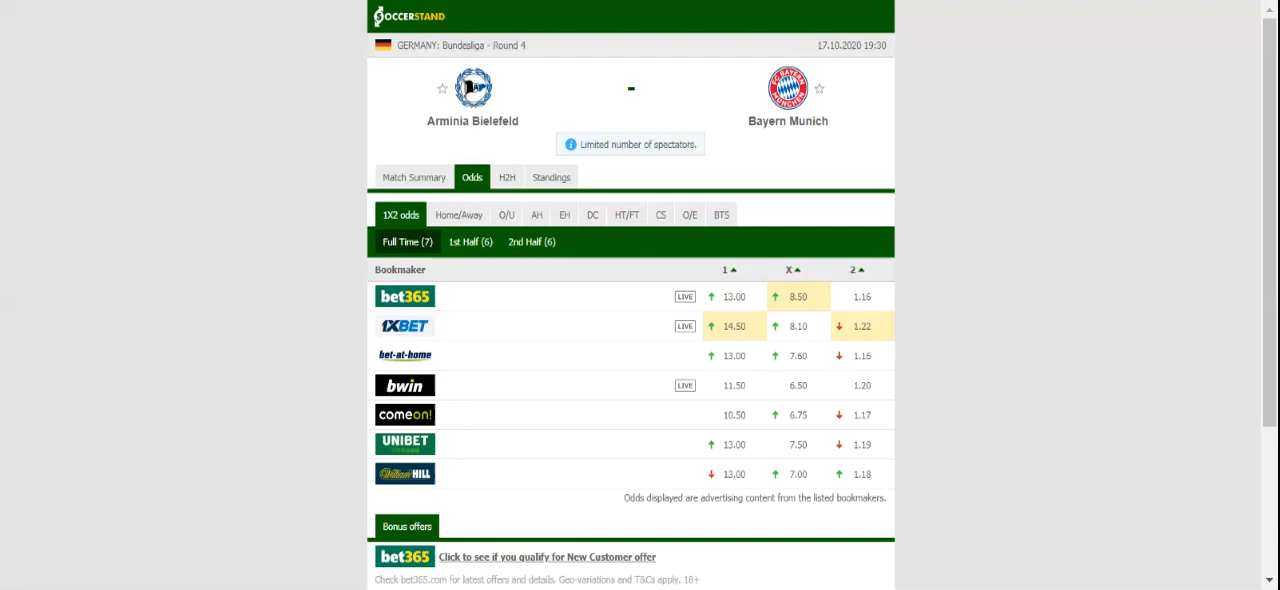 SOCCERSTAND
GERMANY: Bundesliga - Round 4 17.10.2020 19:30
-
Arminia Bielefeld Bayern Munich
Limited number of spectators.
Match Summary Odds H2H Standings
1X2 odds Home/Away O/U AH EH DC HT/FT CS O/E BTS
Full Time (7) 1st Half (6) 2nd Half (6)
Bookmaker 1 X 2
bet365 LIVE 13.00 8.50 1.16
1XBET LIVE 14.50 8.10 1.22
bet-at-home 13.00 7.60 1.16
bwin LIVE 11.50 6.50 1.20
comeon! 10.50 6.75 1.17
UNIBET 13.00 7.50 1.19
William HILL 13.00 7.00 1.18
Odds displayed are advertising content from the listed bookmakers.
Bonus offers
bet365 Click to see if you qualify for New Customer offer
Check bet365.com for latest offers and details. Geo-variations and T&Cs apply. 18+